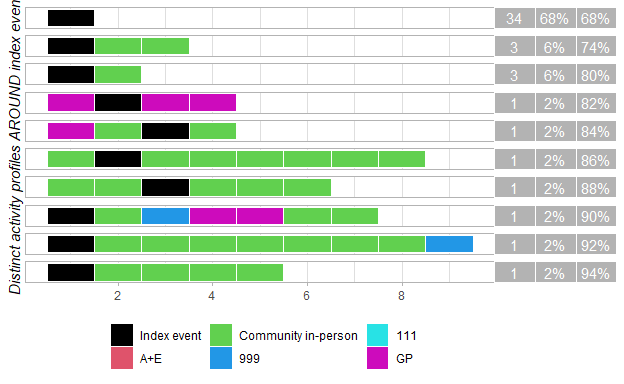 Distinct activity profiles AROUND index even
34 68% 68%
3 6% 74%
3 6% 80%
1 2% 82%
1 2% 84%
1 2% 86%
1 2% 88%
1 2% 90%
1 2% 92%
1 2% 94%
2 4 6 8
Index event Community in-person 111
A+E 999 GP